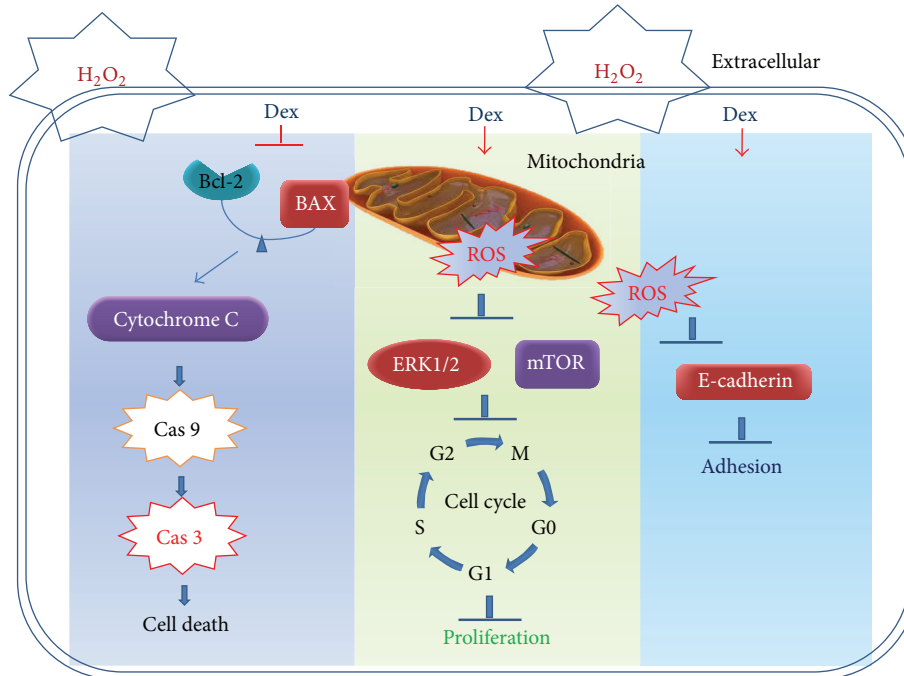 H₂O₂
H₂O₂
Extracellular
Dex
Dex
Dex
Mitochondria
Bcl-2
BAX
ROS
ROS
Cytochrome C
ERK1/2
mTOR
E-cadherin
Cas 9
G2
M
Adhesion
Cell cycle
S
G0
Cas 3
G1
Cell death
Proliferation